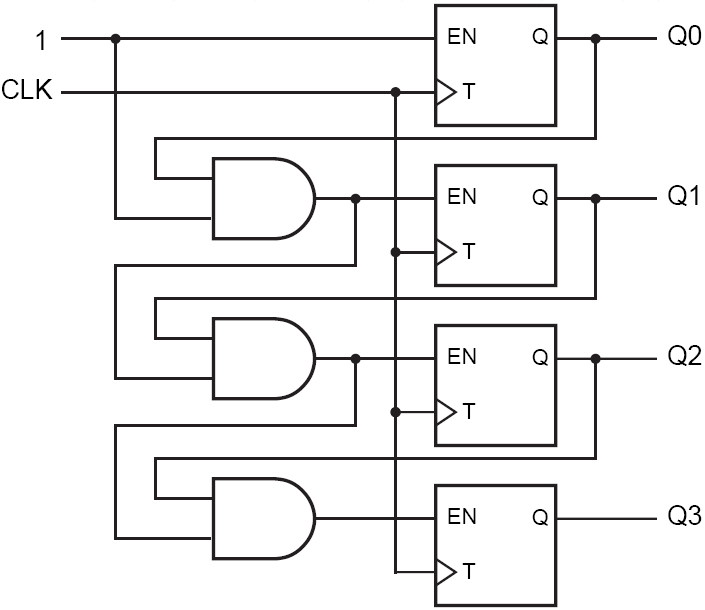 1 EN Q Q0
CLK T
EN Q Q1
T
EN Q Q2
T
EN Q Q3
T